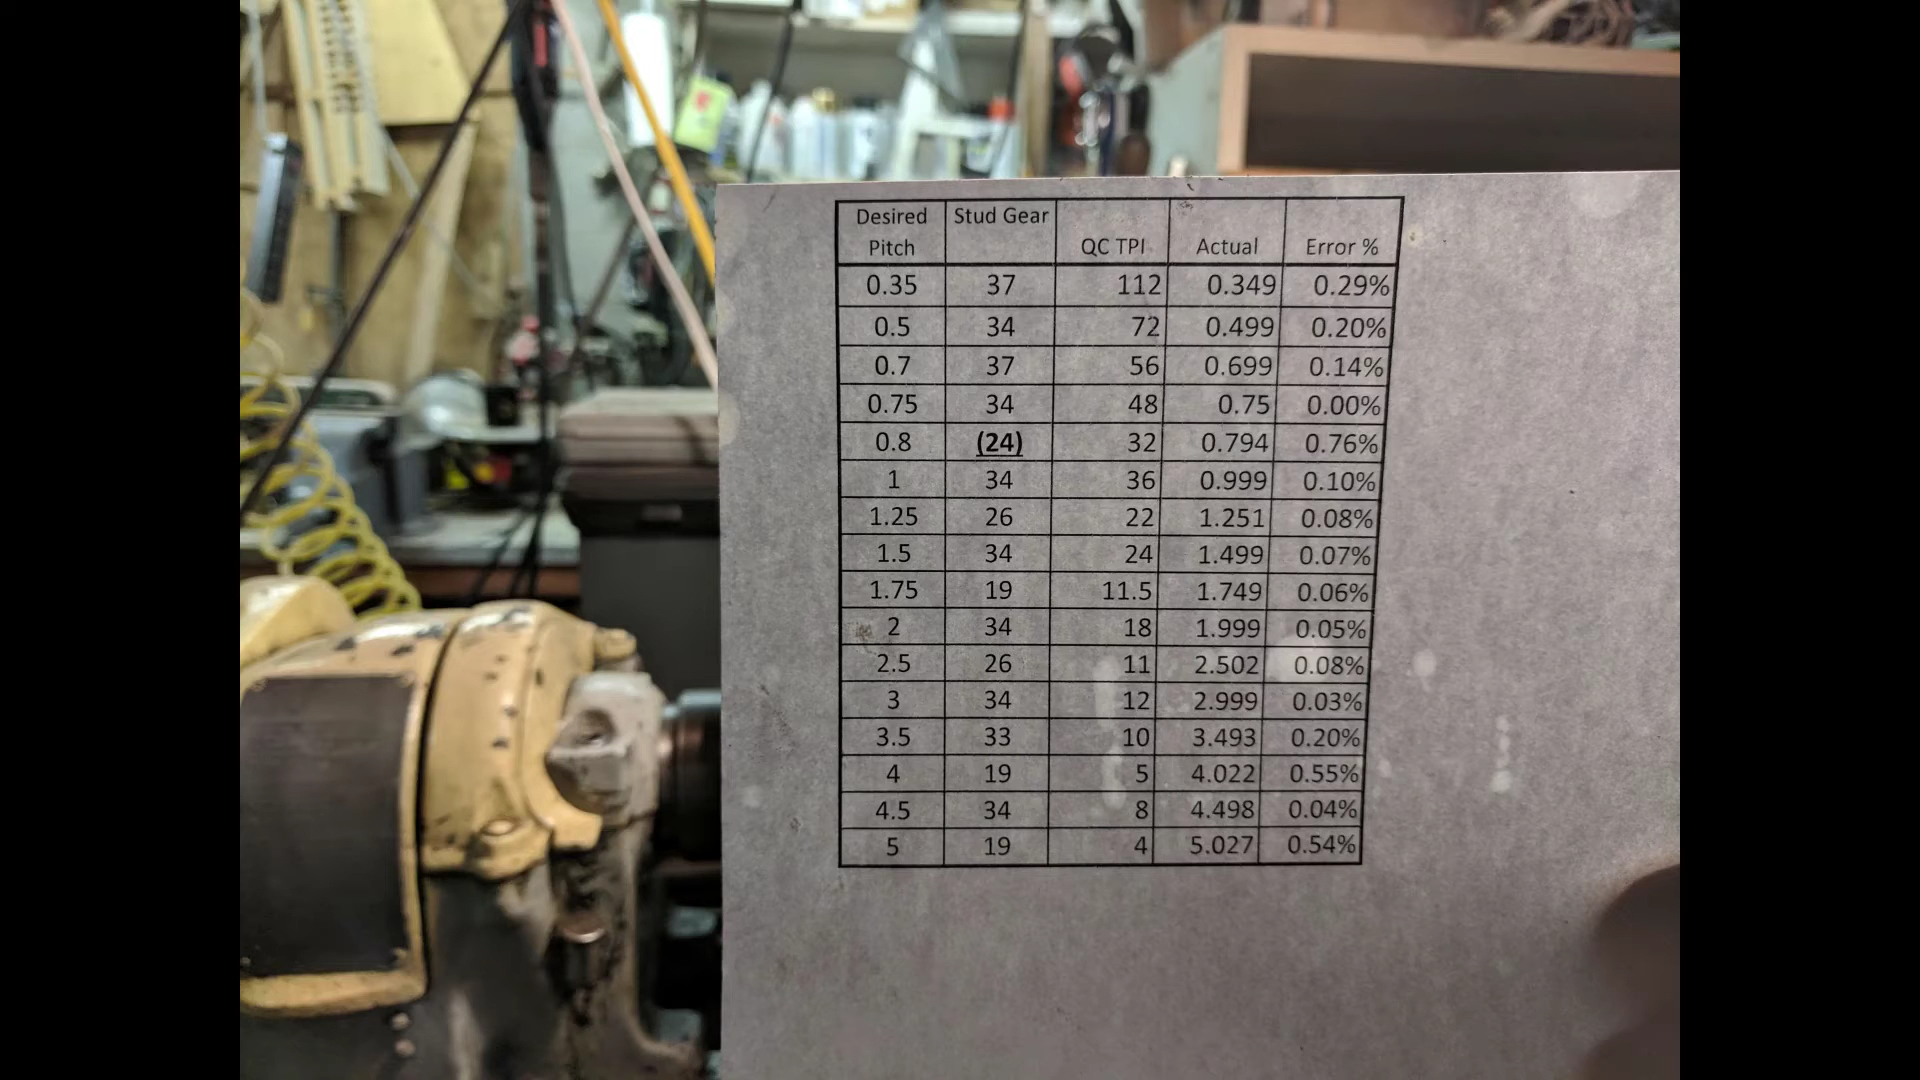 Desired Pitch Stud Gear QC TPI Actual Error %
0.35 37 112 0.349 0.29%
0.5 34 72 0.499 0.20%
0.7 37 56 0.699 0.14%
0.75 34 48 0.75 0.00%
0.8 (24) 32 0.794 0.76%
1 34 36 0.999 0.10%
1.25 26 22 1.251 0.08%
1.5 34 24 1.499 0.07%
1.75 19 11.5 1.749 0.06%
2 34 18 1.999 0.05%
2.5 26 11 2.502 0.08%
3 34 12 2.999 0.03%
3.5 33 10 3.493 0.20%
4 19 5 4.022 0.55%
4.5 34 8 4.498 0.04%
5 19 4 5.027 0.54%